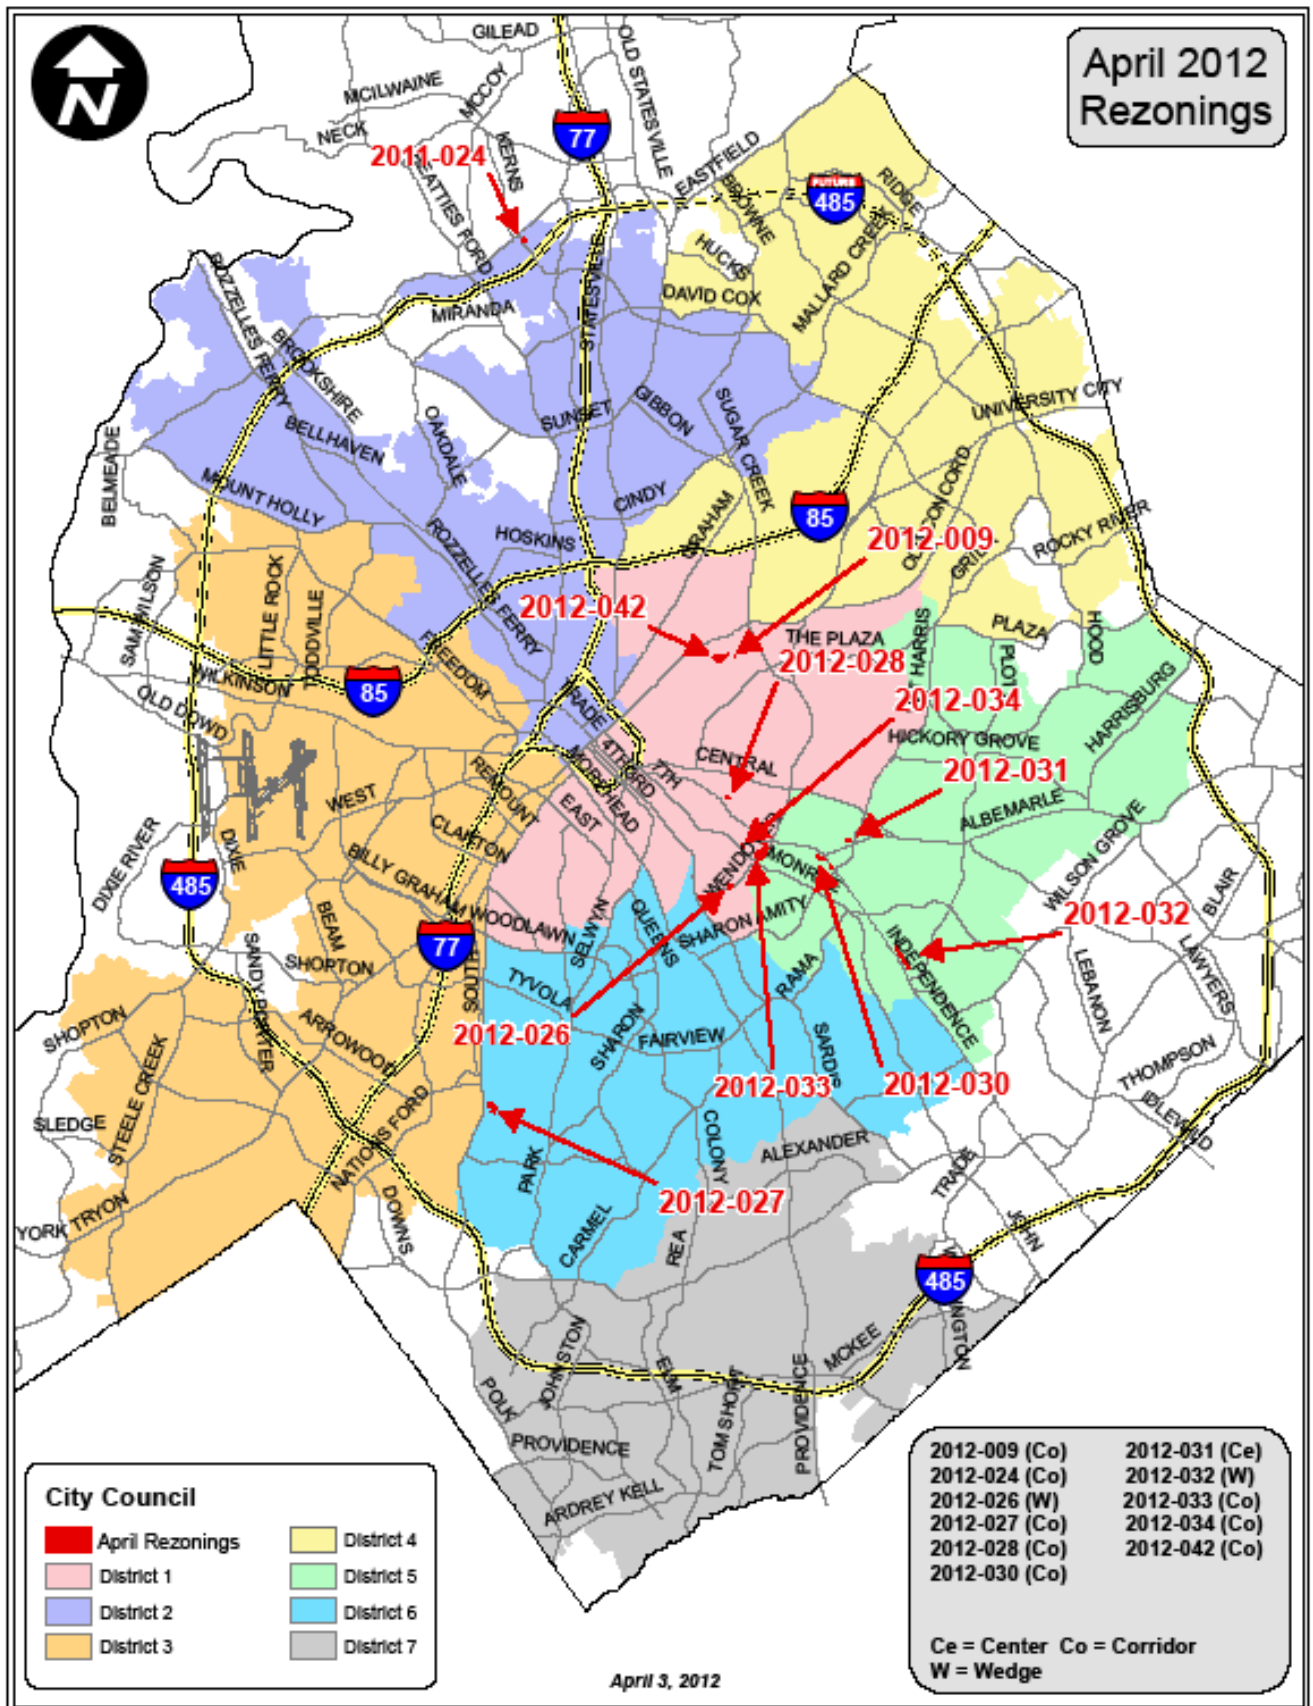 N
April 2012
Rezonings
GILEAD
OLD STATESVILLE
MCILWAINE
MCCOY
NECK
77
KERNS
2011-024
BEATTIES FORD
EASTFIELD
BROWNE
FUTURE
485
RIDGE
HUCKS
MALLARD CREEK
DAVID COX
STATESVILLE
MIRANDA
ROZZELLES FERRY
BROOKSHIRE
UNIVERSITY CITY
SUNSET
GIBBON
SUGAR CREEK
OAKDALE
BELLHAVEN
BELMEADE
MOUNT HOLLY
CINDY
GRAHAM
85
HOSKINS
ROZZELLES FERRY
2012-009
ROCKY RIVER
2012-042
SAM WILSON
LITTLE ROCK
TODDVILLE
FREEDOM
THE PLAZA
PLAZA
HOOD
PLOTT
2012-028
HARRIS
WILKINSON
85
OLD DOWD
TRADE
2012-034
HARRISBURG
HICKORY GROVE
4TH
3RD
7TH
CENTRAL
MOREHEAD
REMOUNT
2012-031
WEST
EAST
ALBEMARLE
CLANTON
DIXIE
DIXIE RIVER
BILLY GRAHAM
WENDOVER
MONROE
WILSON GROVE
485
BLAIR
BEAM
WOODLAWN
SELWYN
QUEENS
SHARON AMITY
2012-032
77
SHOPTON
SANDY PORTER
SOUTH
INDEPENDENCE
LAWYERS
LEBANON
TYVOLA
RAMA
SHOPTON
ARROWOOD
2012-026
SHARON
FAIRVIEW
SARDIS
STEELE CREEK
2012-033
2012-030
THOMPSON
IDLEWILD
SLEDGE
NATIONS FORD
COLONY
ALEXANDER
PARK
TRADE
2012-027
YORK
TRYON
DOWNS
CARMEL
REA
JOHN
485
JOHNSTON
ELM
MCKEE
POLK
TOM SHORT
PROVIDENCE
PROVIDENCE
ARDREY KELL
City Council
April Rezonings
District 1
District 2
District 3
District 4
District 5
District 6
District 7
April 3, 2012
2012-009 (Co)
2012-024 (Co)
2012-026 (W)
2012-027 (Co)
2012-028 (Co)
2012-030 (Co)
2012-031 (Ce)
2012-032 (W)
2012-033 (Co)
2012-034 (Co)
2012-042 (Co)
Ce = Center Co = Corridor
W = Wedge